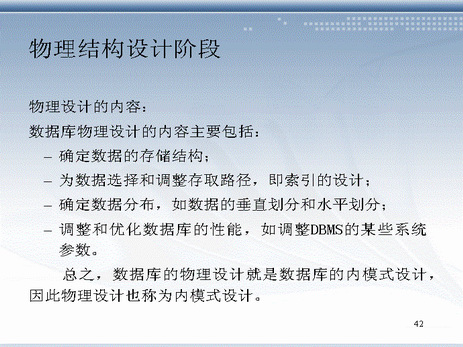 物理结构设计阶段
物理设计的内容：
数据库物理设计的内容主要包括：
– 确定数据的存储结构；
– 为数据选择和调整存取路径，即索引的设计；
– 确定数据分布，如数据的垂直划分和水平划分；
– 调整和优化数据库的性能，如调整DBMS的某些系统
参数。
总之，数据库的物理设计就是数据库的内模式设计，
因此物理设计也称为内模式设计。
42